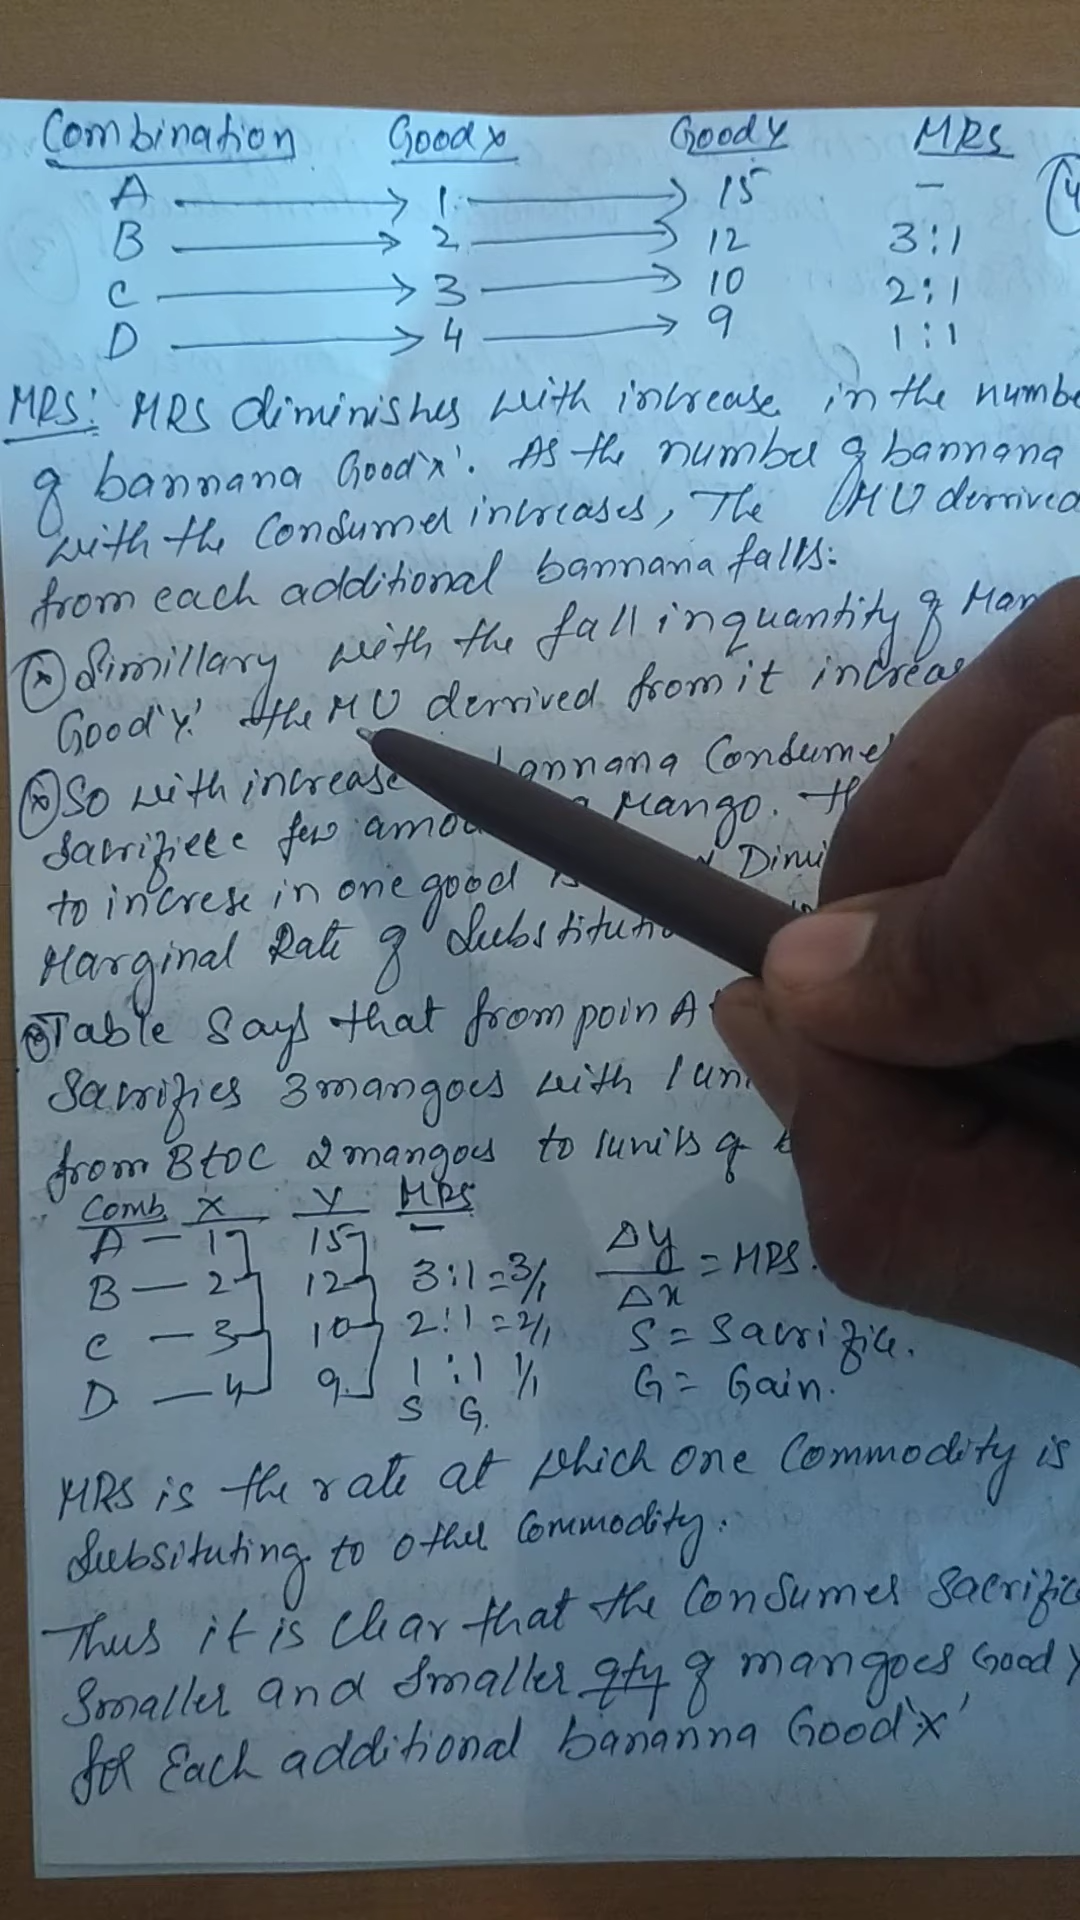 Combination Good x Good y MRS
A 1 15 –
B 2 12 3:1
C 3 10 2:1
D 4 9 1:1
MRS: MRS diminishes with increase in the numbe
of bannana Good'x'. As the number of bannana
with the Consumer increases, The MU derrived
from each additional bannana falls.
Simillary with the fall in quantity of Man
Good'y' the MU derrived from it increas
So with increase bannana Consume
Sacrifiece few amou Mango.
to increse in one good Dimi
Marginal Rate of Substituti
Table Says that from poin A
Sacrifies 3 mangoes with 1 uni
from B to C 2 mangoes to 1 units of
Comb X Y MRS
A – 1 15 –
B – 2 12 3:1 = 3/1 Δy/Δx = MRS.
C – 3 10 2:1 = 2/1 S = Sacrifice.
D – 4 9 1:1 1/1 G = Gain.
S G.
MRS is the rate at which one Commodity is
Subsituting to other Commodity.
Thus it is Clear that the Consumer Sacrific
Smaller and Smaller qty of mangoes Good y
for Each additional bananna Good'x'